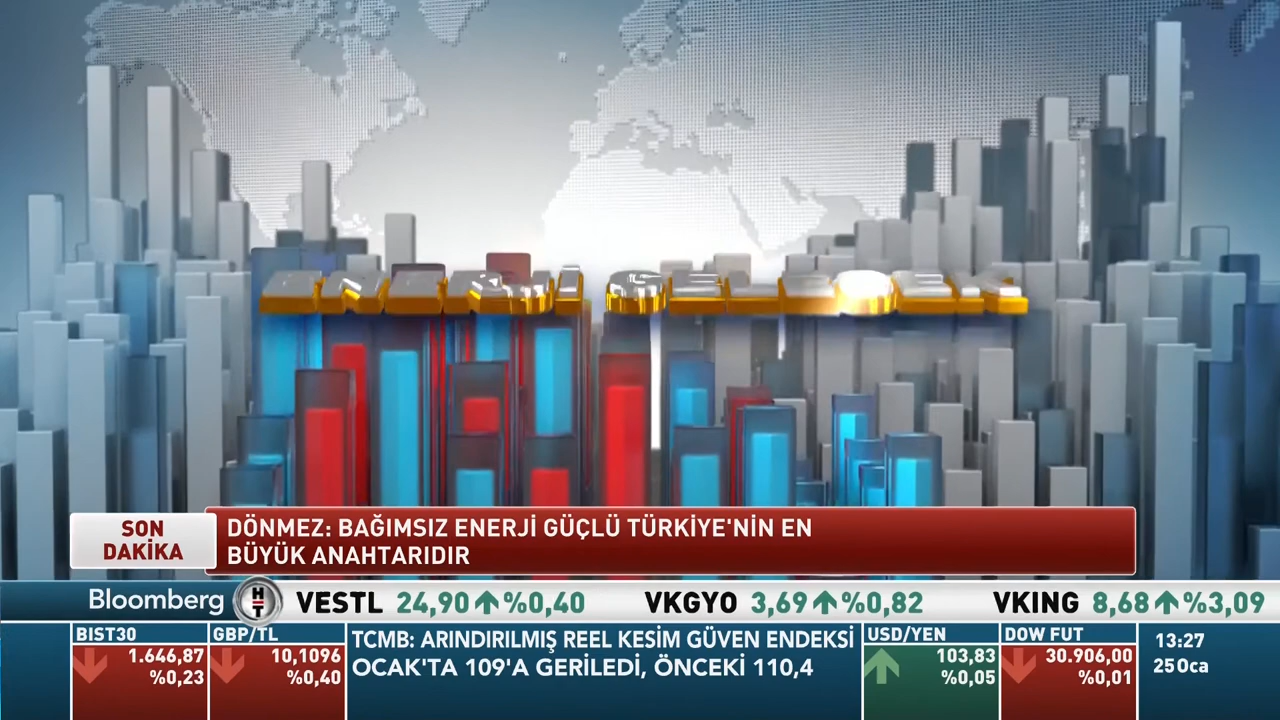 SON
DAKİKA
DÖNMEZ: BAĞIMSIZ ENERJİ GÜÇLÜ TÜRKİYE'NİN EN
BÜYÜK ANAHTARIDIR
Bloomberg HT VESTL 24,90 %0,40 VKGYO 3,69 %0,82 VKING 8,68 %3,09
BIST30
1.646,87
%0,23
GBP/TL
10,1096
%0,40
TCMB: ARINDIRILMIŞ REEL KESİM GÜVEN ENDEKSİ
OCAK'TA 109'A GERİLEDİ, ÖNCEKİ 110,4
USD/YEN
103,83
%0,05
DOW FUT
30.906,00
%0,01
13:27
25 Oca